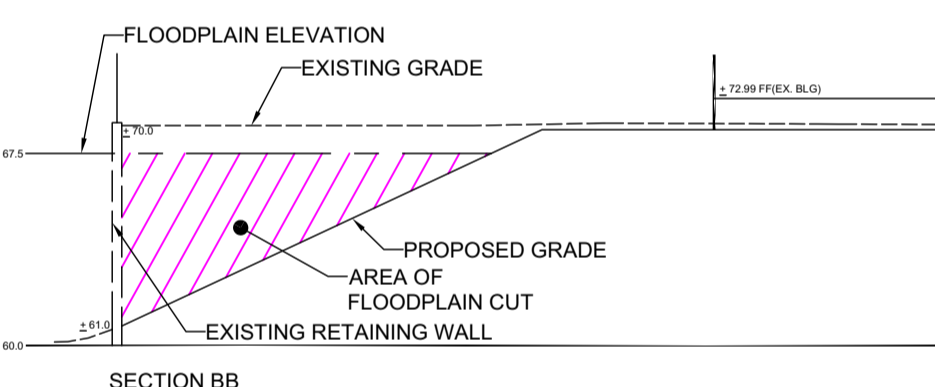 FLOODPLAIN ELEVATION
EXISTING GRADE
± 72.99 FF(EX. BLG)
± 70.0
67.5
PROPOSED GRADE
AREA OF
FLOODPLAIN CUT
± 61.0
EXISTING RETAINING WALL
60.0
SECTION BB